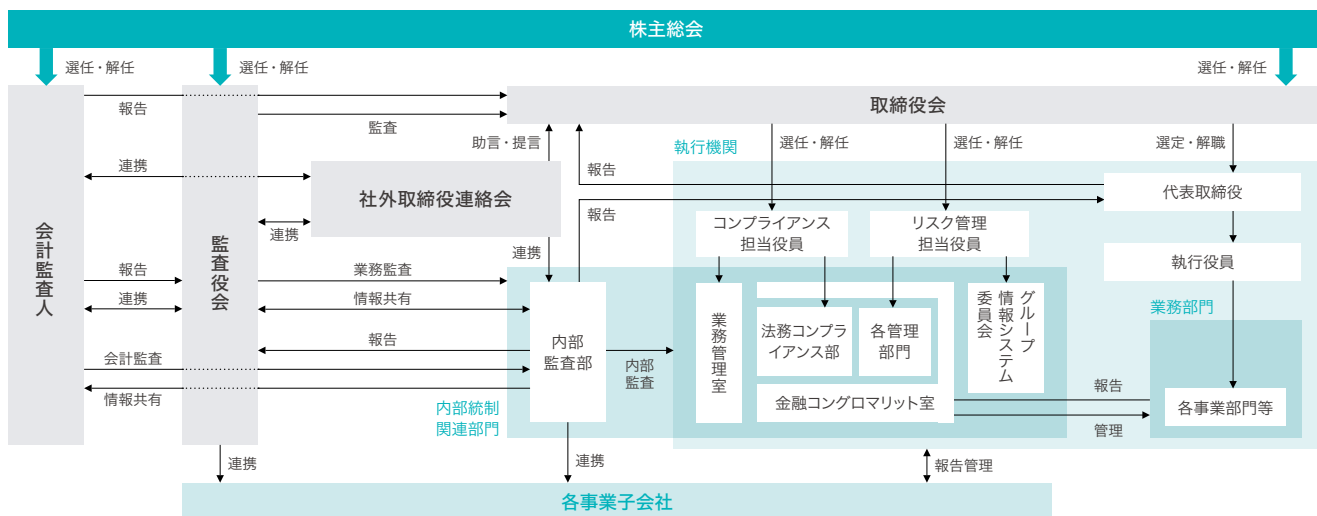 株主総会
選任・解任
選任・解任
選任・解任
報告
監査
取締役会
助言・提言
執行機関
選任・解任
選任・解任
選定・解職
連携
報告
社外取締役連絡会
代表取締役
報告
連携
コンプライアンス
担当役員
リスク管理
担当役員
会計監査人
監査役会
連携
執行役員
報告
業務監査
連携
情報共有
業務部門
内部
監査部
業務管理室
法務コンプラ
イアンス部
各管理
部門
グループ
情報システム
委員会
報告
会計監査
内部
監査
情報共有
内部統制
関連部門
金融コングロマリット室
報告
管理
各事業部門等
連携
連携
報告管理
各事業子会社